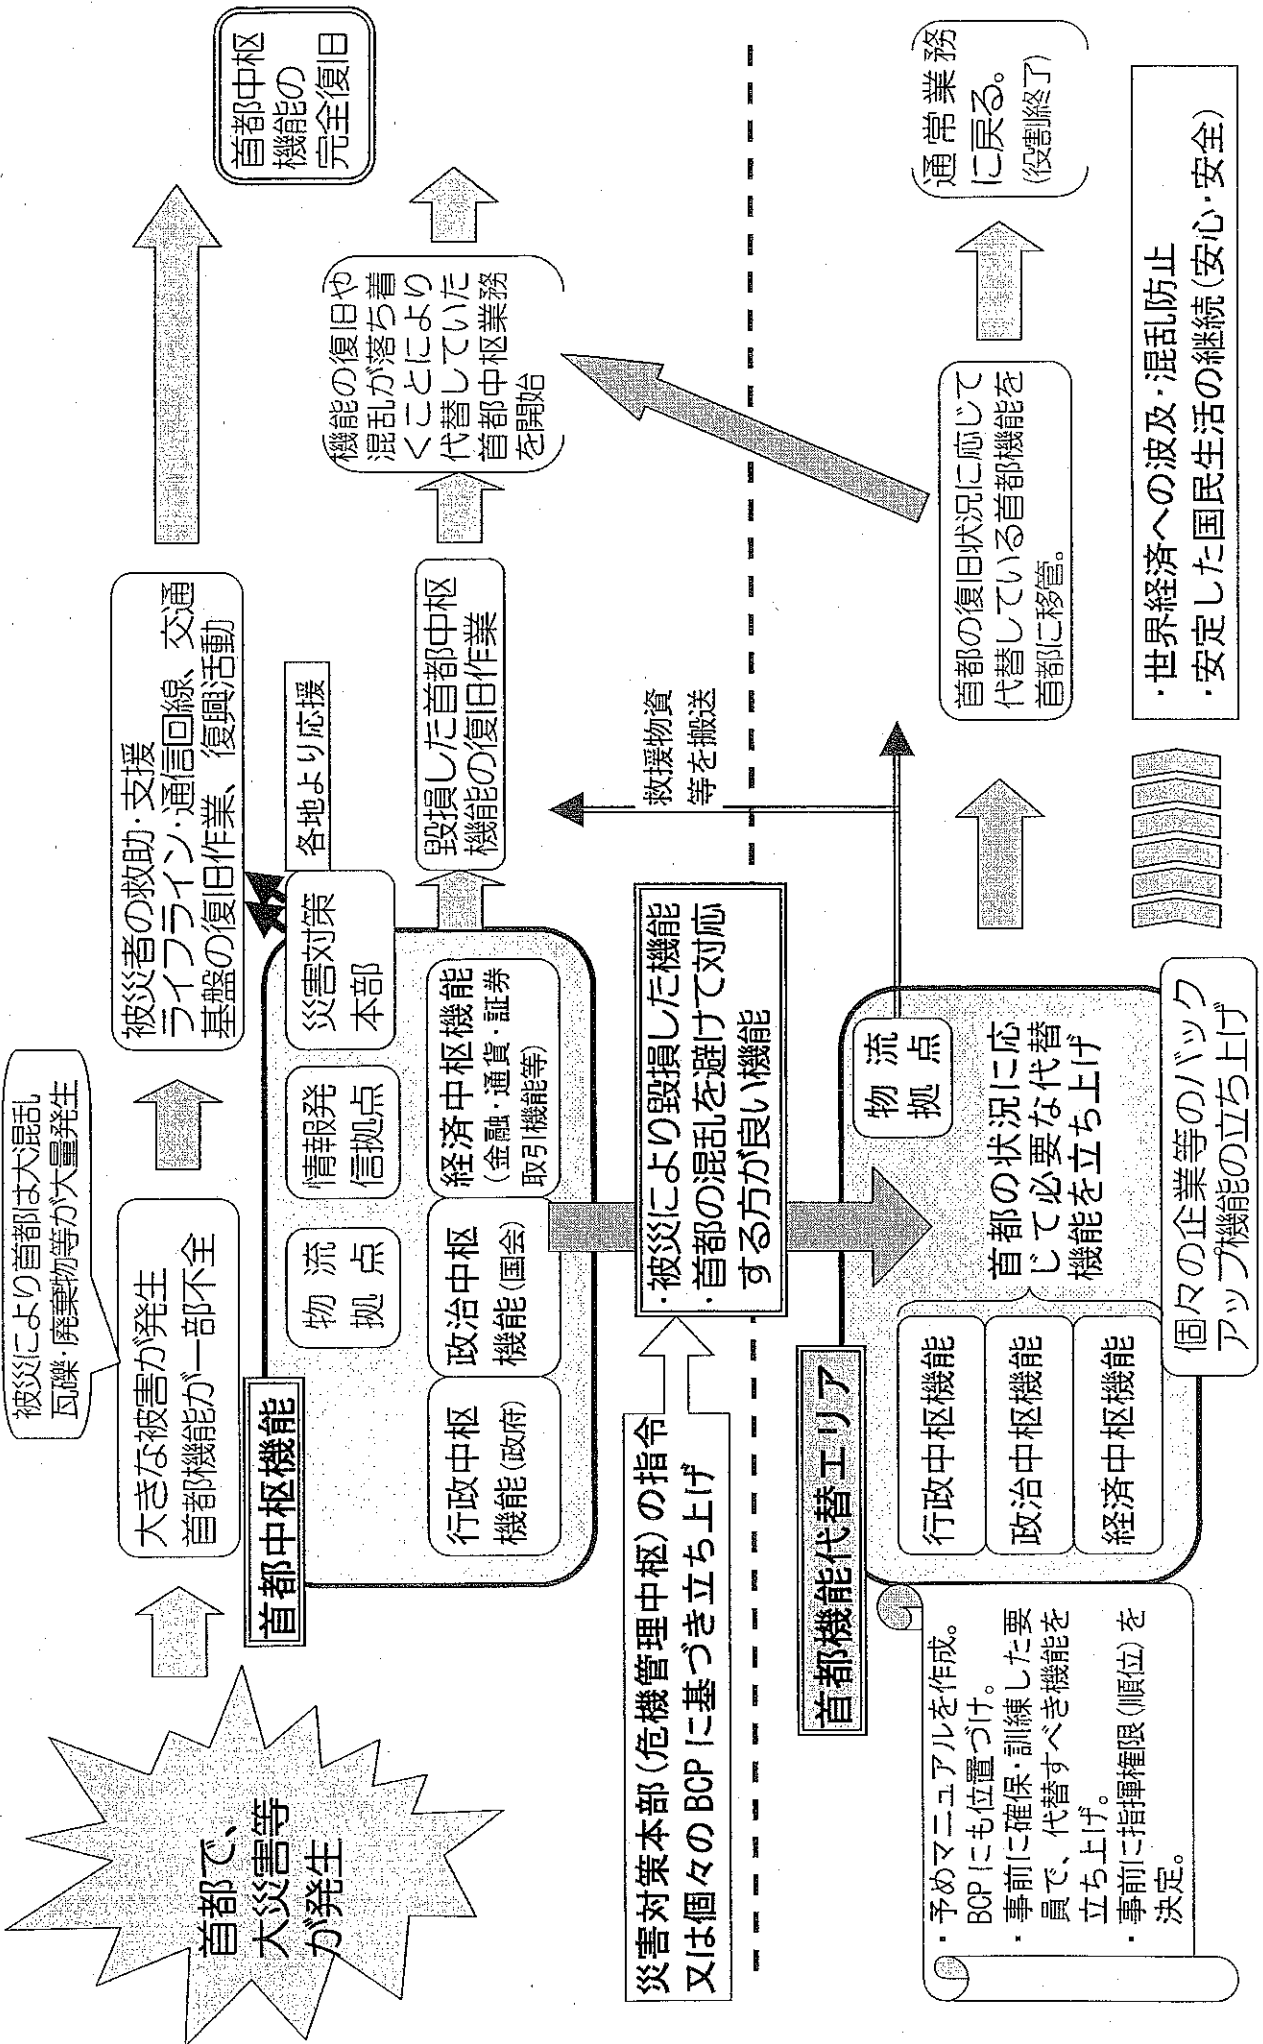 首都で、
大災害等
が発生
被災により首都は大混乱
瓦礫・廃棄物等が大量発生
大きな被害が発生
首都機能が一部不全
被災者の救助・支援
ライフライン・通信回線、交通
基盤の復旧作業、復興活動
首都中枢
機能の
完全復旧
首都中枢機能
物流
拠点
情報発
信拠点
災害対策
本部
各地より応援
行政中枢
機能(政府)
政治中枢
機能(国会)
経済中枢機能
(金融・通貨・証券
取引機能等)
毀損した首都中枢
機能の復旧作業
機能の復旧や
混乱が落ち着
くことにより
代替していた
首都中枢業務
を開始
災害対策本部(危機管理中枢)の指令
又は個々のBCPに基づき立ち上げ
・被災により毀損した機能
・首都の混乱を避けて対応
する方が良い機能
救援物資
等を搬送
首都機能代替エリア
・予めマニュアルを作成。
BCPにも位置づけ。
・事前に確保・訓練した要
員で、代替すべき機能を
立ち上げ。
・事前に指揮権限(順位)を
決定。
行政中枢機能
政治中枢機能
経済中枢機能
物流
拠点
首都の状況に応
じて必要な代替
機能を立ち上げ
個々の企業等のバック
アップ機能の立ち上げ
首都の復旧状況に応じて
代替している首都機能を
首都に移管。
通常業務
に戻る。
(役割終了)
・世界経済への波及・混乱防止
・安定した国民生活の継続(安心・安全)